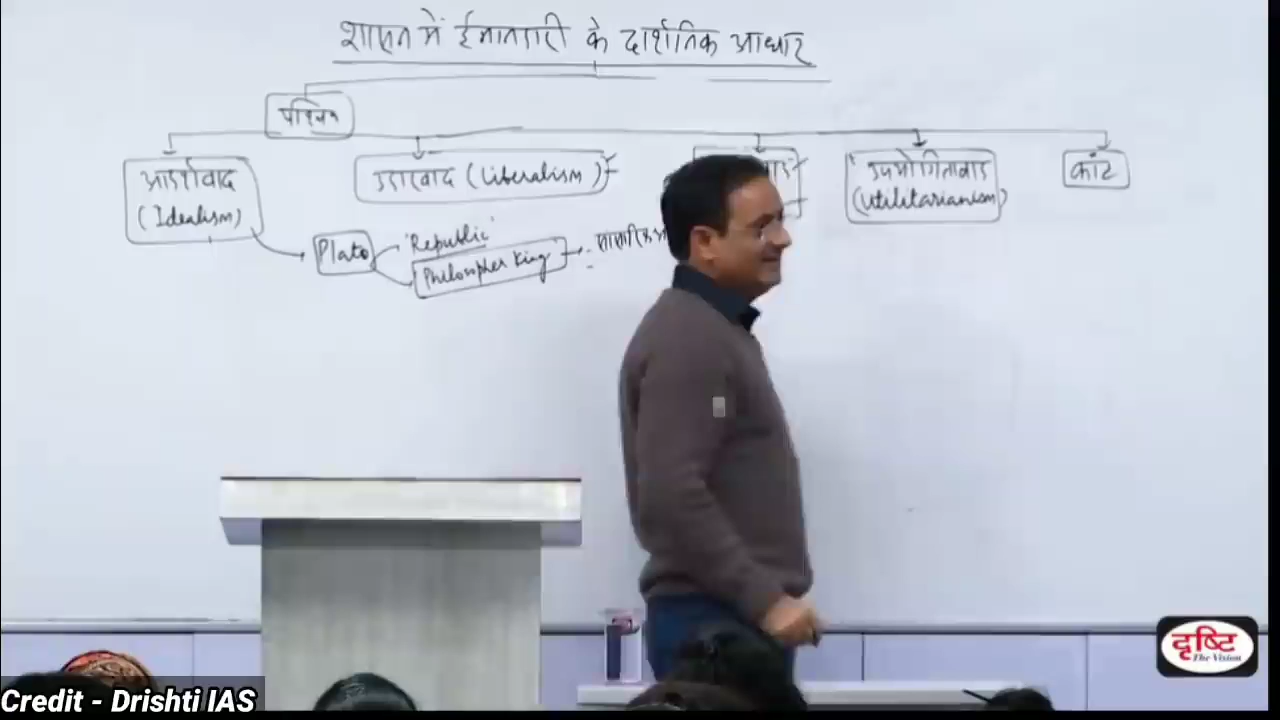 शासन में ईमानदारी के दार्शनिक आधार
पश्चिम
आदर्शवाद
(Idealism)
उदारवाद (Liberalism)
उपयोगितावाद
(utilitarianism)
कांट
Plato
'Republic'
Philosopher King
दृष्टि
The Vision
Credit - Drishti IAS